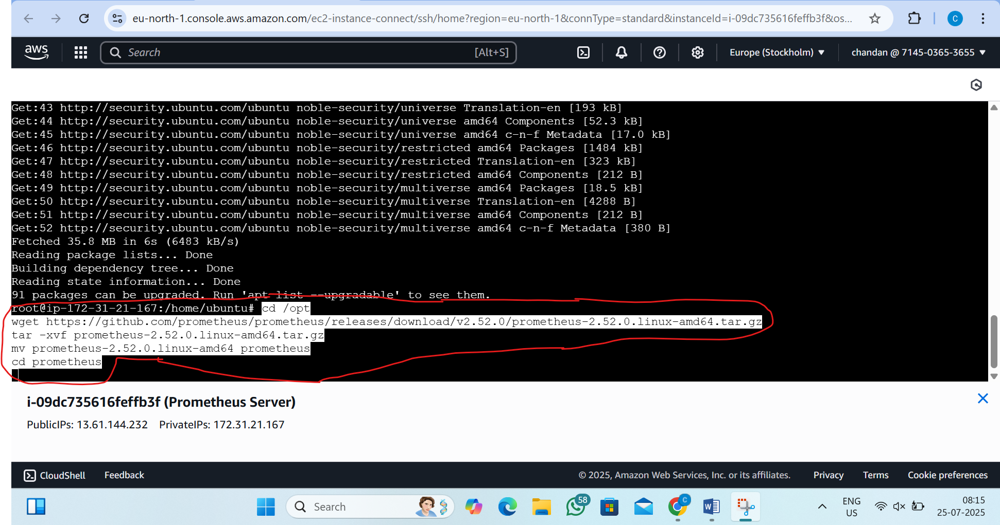 eu-north-1.console.aws.amazon.com/ec2-instance-connect/ssh/home?region=eu-north-1&connType=standard&instanceId=i-09dc735616feffb3f&os...
C
aws
Search
[Alt+S]
Europe (Stockholm)
chandan @ 7145-0365-3655
Get:43 http://security.ubuntu.com/ubuntu noble-security/universe Translation-en [193 kB]
Get:44 http://security.ubuntu.com/ubuntu noble-security/universe amd64 Components [52.3 kB]
Get:45 http://security.ubuntu.com/ubuntu noble-security/universe amd64 c-n-f Metadata [17.0 kB]
Get:46 http://security.ubuntu.com/ubuntu noble-security/restricted amd64 Packages [1484 kB]
Get:47 http://security.ubuntu.com/ubuntu noble-security/restricted Translation-en [323 kB]
Get:48 http://security.ubuntu.com/ubuntu noble-security/restricted amd64 Components [212 B]
Get:49 http://security.ubuntu.com/ubuntu noble-security/multiverse amd64 Packages [18.5 kB]
Get:50 http://security.ubuntu.com/ubuntu noble-security/multiverse Translation-en [4288 B]
Get:51 http://security.ubuntu.com/ubuntu noble-security/multiverse amd64 Components [212 B]
Get:52 http://security.ubuntu.com/ubuntu noble-security/multiverse amd64 c-n-f Metadata [380 B]
Fetched 35.8 MB in 6s (6483 kB/s)
Reading package lists... Done
Building dependency tree... Done
Reading state information... Done
91 packages can be upgraded. Run 'apt list --upgradable' to see them.
root@ip-172-31-21-167:/home/ubuntu# cd /opt
wget https://github.com/prometheus/prometheus/releases/download/v2.52.0/prometheus-2.52.0.linux-amd64.tar.gz
tar -xvf prometheus-2.52.0.linux-amd64.tar.gz
mv prometheus-2.52.0.linux-amd64 prometheus
cd prometheus
i-09dc735616feffb3f (Prometheus Server)
PublicIPs: 13.61.144.232 PrivateIPs: 172.31.21.167
CloudShell
Feedback
© 2025, Amazon Web Services, Inc. or its affiliates.
Privacy
Terms
Cookie preferences
Search
58
C
W
ENG
US
08:15
25-07-2025